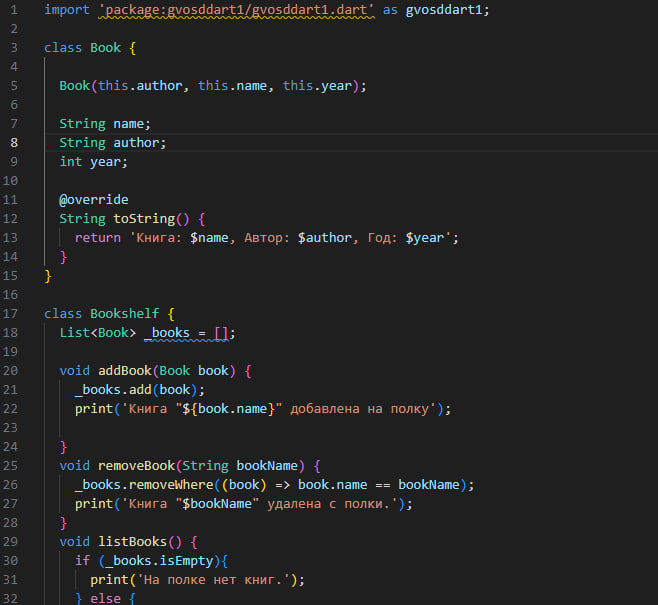 1 import 'package:gvosddart1/gvosddart1.dart' as gvosddart1;
2
3 class Book {
4
5 Book(this.author, this.name, this.year);
6
7 String name;
8 String author;
9 int year;
10
11 @override
12 String toString() {
13 return 'Книга: $name, Автор: $author, Год: $year';
14 }
15 }
16
17 class Bookshelf {
18 List<Book> _books = [];
19
20 void addBook(Book book) {
21 _books.add(book);
22 print('Книга "${book.name}" добавлена на полку');
23
24 }
25 void removeBook(String bookName) {
26 _books.removeWhere((book) => book.name == bookName);
27 print('Книга "$bookName" удалена с полки.');
28 }
29 void listBooks() {
30 if (_books.isEmpty){
31 print('На полке нет книг.');
32 } else {